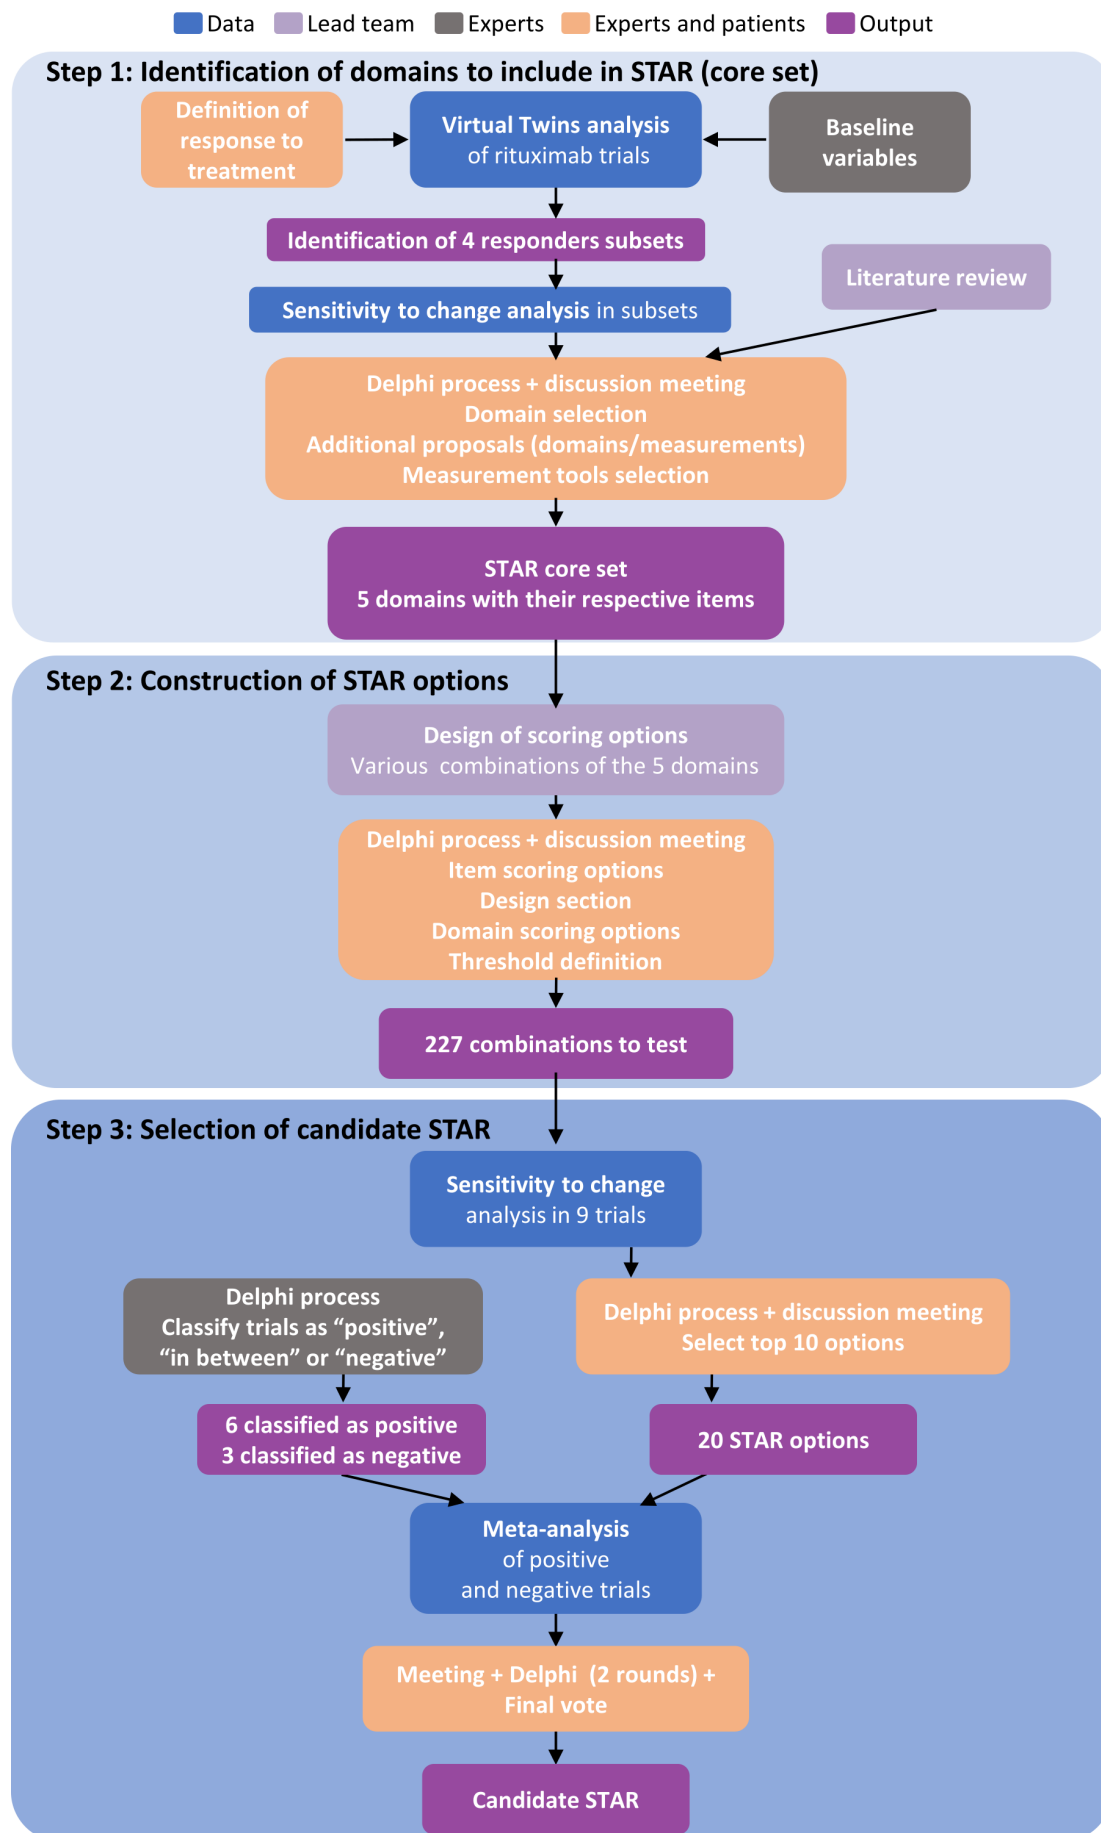 Data Lead team Experts Experts and patients Output
Step 1: Identification of domains to include in STAR (core set)
Definition of
response to
treatment
Virtual Twins analysis
of rituximab trials
Baseline
variables
Identification of 4 responders subsets
Literature review
Sensitivity to change analysis in subsets
Delphi process + discussion meeting
Domain selection
Additional proposals (domains/measurements)
Measurement tools selection
STAR core set
5 domains with their respective items
Step 2: Construction of STAR options
Design of scoring options
Various combinations of the 5 domains
Delphi process + discussion meeting
Item scoring options
Design section
Domain scoring options
Threshold definition
227 combinations to test
Step 3: Selection of candidate STAR
Sensitivity to change
analysis in 9 trials
Delphi process
Classify trials as “positive”,
“in between” or “negative”
Delphi process + discussion meeting
Select top 10 options
6 classified as positive
3 classified as negative
20 STAR options
Meta-analysis
of positive
and negative trials
Meeting + Delphi (2 rounds) +
Final vote
Candidate STAR